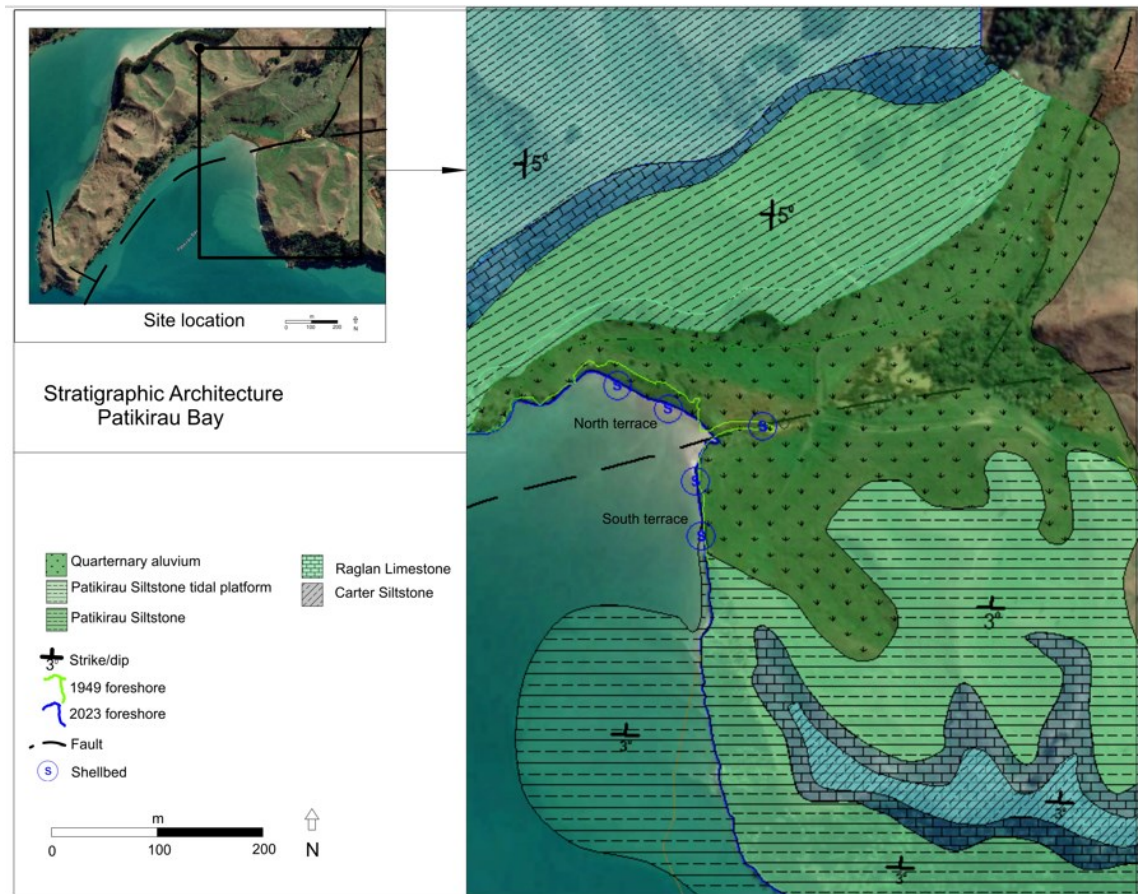 Site location
m
0 100 200
N
Stratigraphic Architecture
Patikirau Bay
Quarternary aluvium
Patikirau Siltstone tidal platform
Patikirau Siltstone
Raglan Limestone
Carter Siltstone
3° Strike/dip
1949 foreshore
2023 foreshore
Fault
S Shellbed
m
0 100 200
N
5°
5°
S
S
North terrace
S
S
South terrace
S
3°
3°
3°
3°